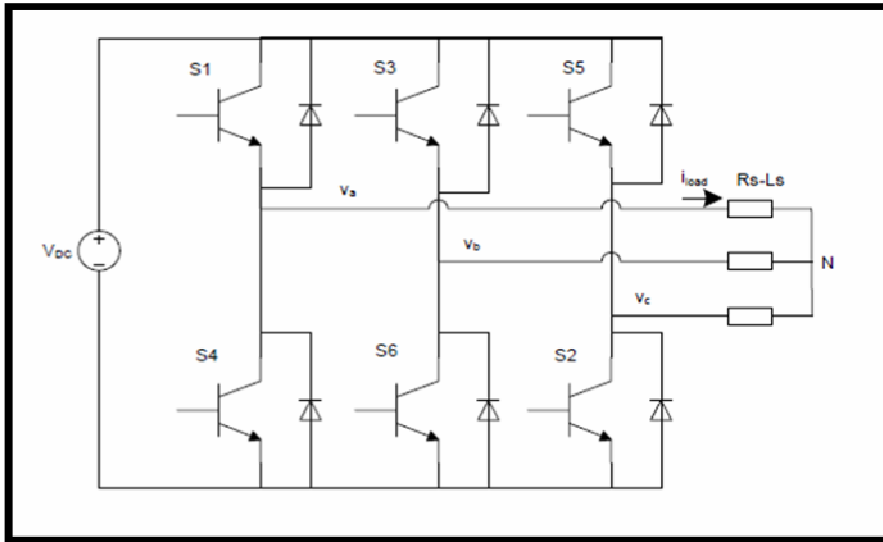 S1
S3
S5
va
iload
Rs-Ls
VDC
+
−
vb
N
vc
S4
S6
S2